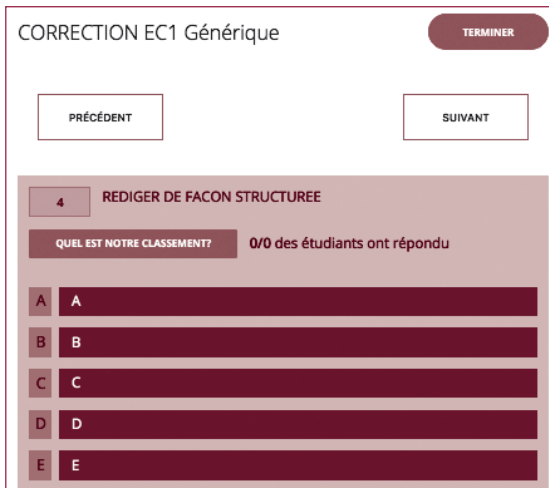 CORRECTION EC1 Générique
TERMINER
PRÉCÉDENT
SUIVANT
4 REDIGER DE FACON STRUCTUREE
QUEL EST NOTRE CLASSEMENT? 0/0 des étudiants ont répondu
A A
B B
C C
D D
E E